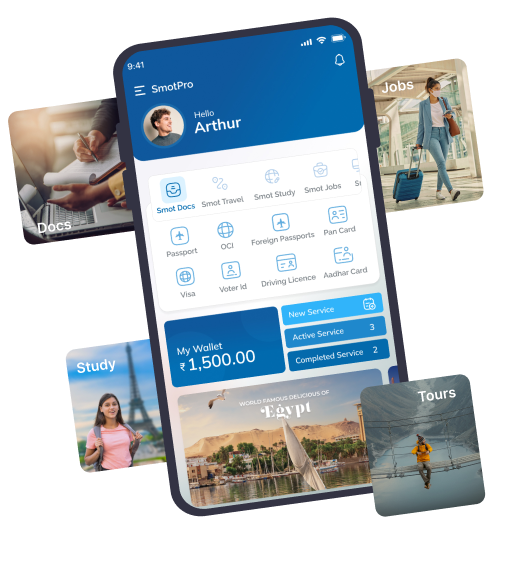 9:41
SmotPro
Hello
Arthur
Jobs
Docs
Smot Docs
Smot Travel
Smot Study
Smot Jobs
Passport
OCI
Foreign Passports
Pan Card
Visa
Voter Id
Driving Licence
Aadhar Card
My Wallet
₹ 1,500.00
New Service
Active Service 3
Completed Service 2
Study
WORLD FAMOUS DELICIOUS OF
Egypt
Tours